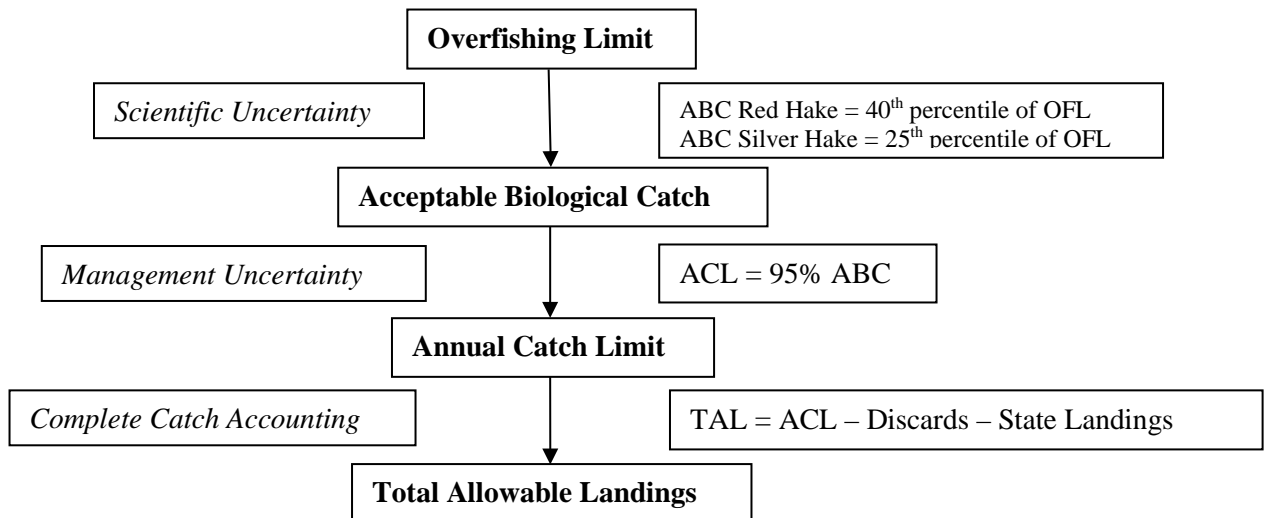 Overfishing Limit
Scientific Uncertainty
ABC Red Hake = 40th percentile of OFL
ABC Silver Hake = 25th percentile of OFL
Acceptable Biological Catch
Management Uncertainty
ACL = 95% ABC
Annual Catch Limit
Complete Catch Accounting
TAL = ACL – Discards – State Landings
Total Allowable Landings